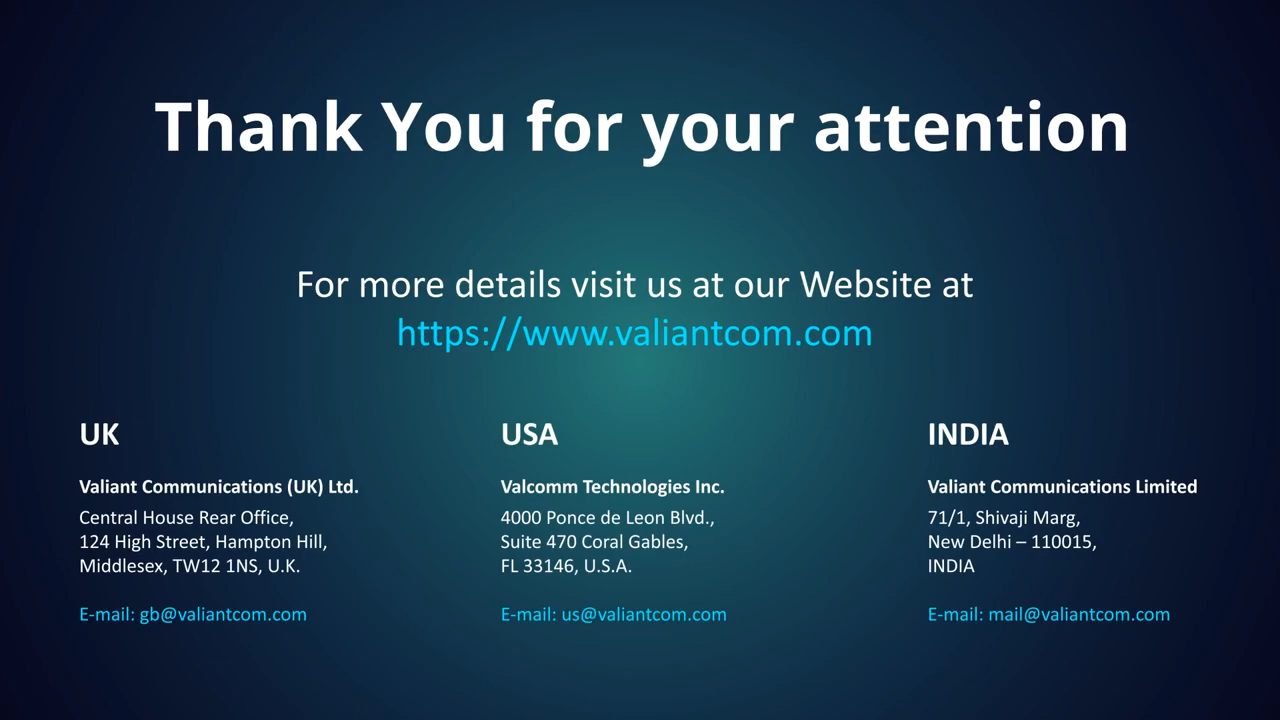 Thank You for your attention
For more details visit us at our Website at
https://www.valiantcom.com
UK
Valiant Communications (UK) Ltd.
Central House Rear Office,
124 High Street, Hampton Hill,
Middlesex, TW12 1NS, U.K.
E-mail: gb@valiantcom.com
USA
Valcomm Technologies Inc.
4000 Ponce de Leon Blvd.,
Suite 470 Coral Gables,
FL 33146, U.S.A.
E-mail: us@valiantcom.com
INDIA
Valiant Communications Limited
71/1, Shivaji Marg,
New Delhi – 110015,
INDIA
E-mail: mail@valiantcom.com